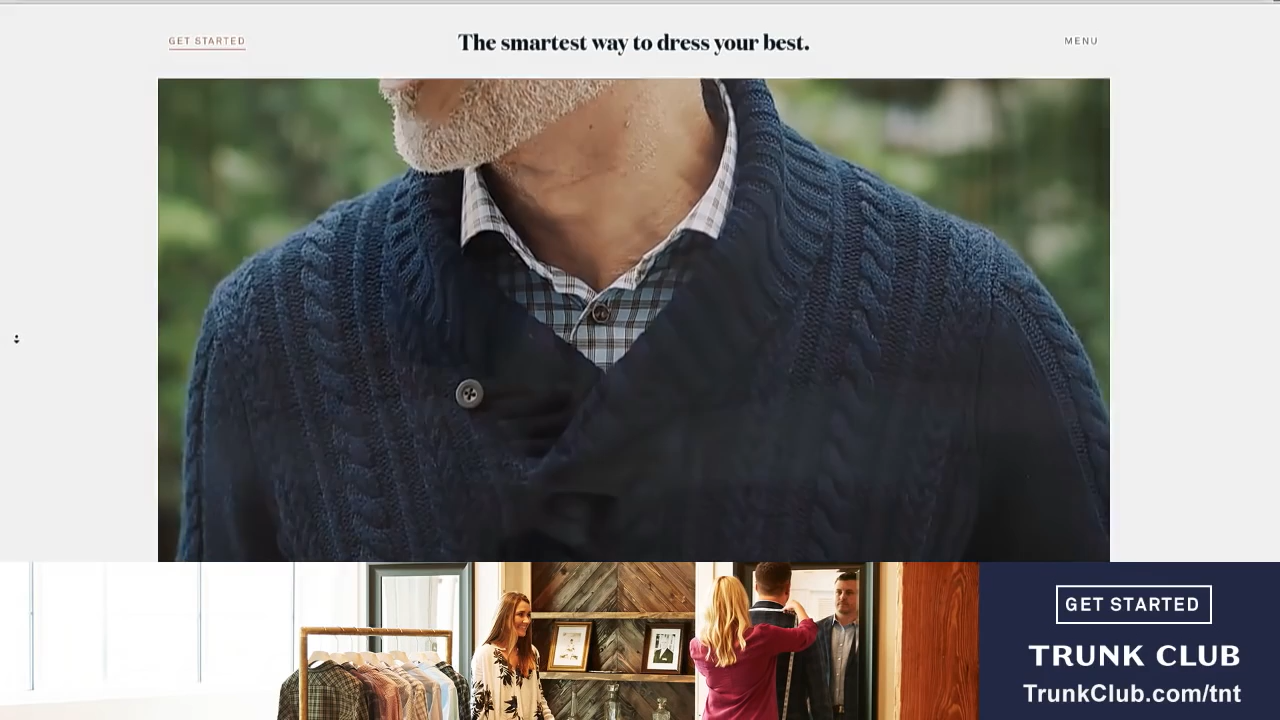 GET STARTED
The smartest way to dress your best.
MENU
GET STARTED
TRUNK CLUB
TrunkClub.com/tnt